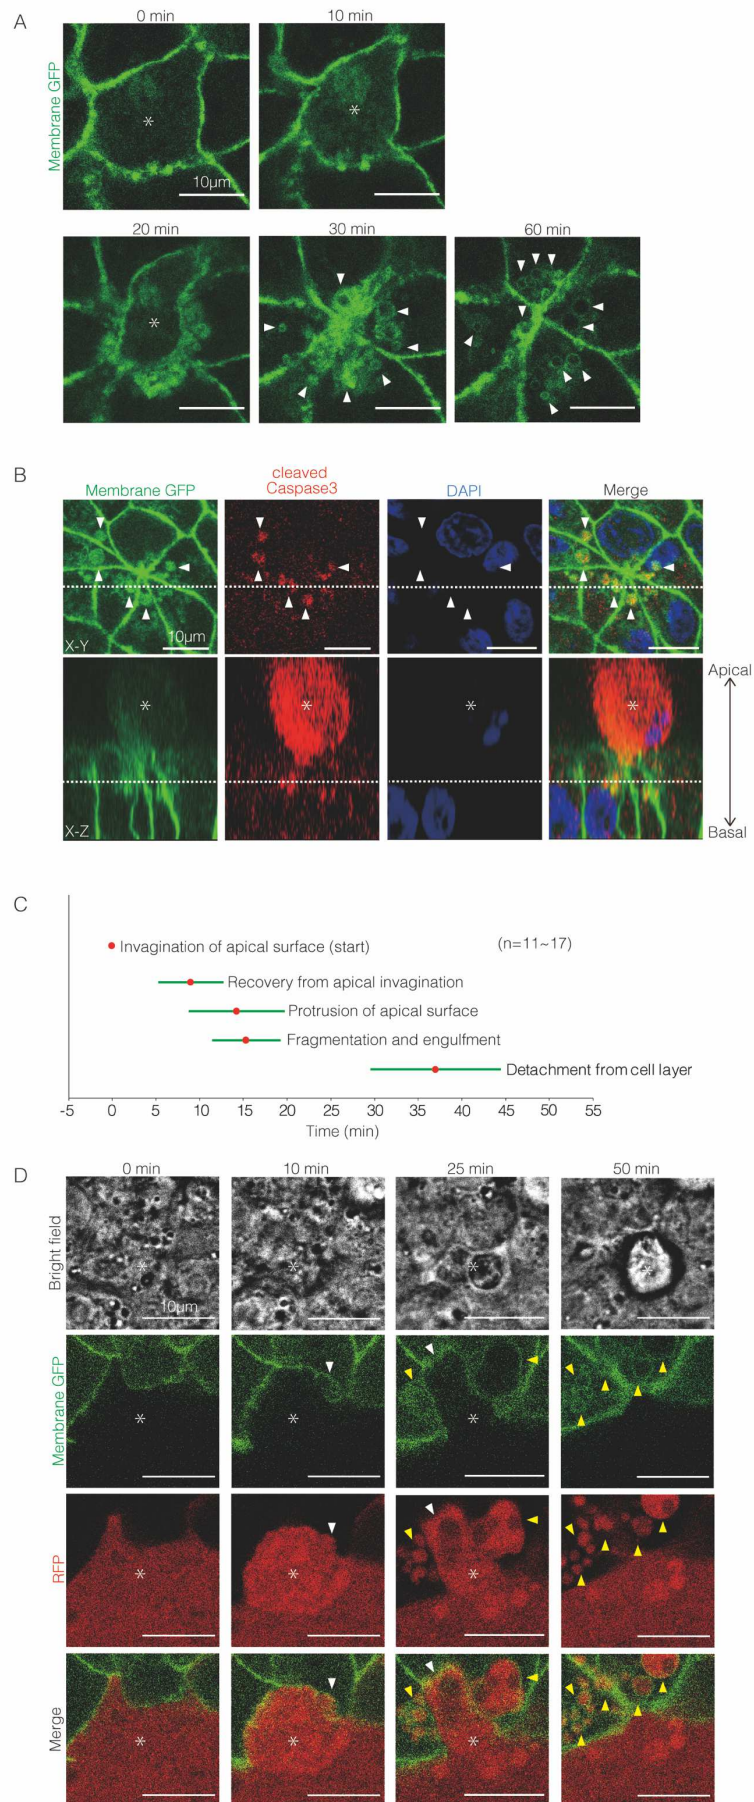 A
0 min
10 min
Membrane GFP
*
*
10µm
20 min
30 min
60 min
*
B
Membrane GFP
cleaved
Caspase3
DAPI
Merge
X-Y
10µm
Apical
*
*
*
*
X-Z
Basal
C
Invagination of apical surface (start)
(n=11~17)
Recovery from apical invagination
Protrusion of apical surface
Fragmentation and engulfment
Detachment from cell layer
-5 0 5 10 15 20 25 30 35 40 45 50 55
Time (min)
D
0 min
10 min
25 min
50 min
Bright field
*
*
*
*
10µm
Membrane GFP
*
*
*
*
RFP
*
*
*
*
Merge
*
*
*
*